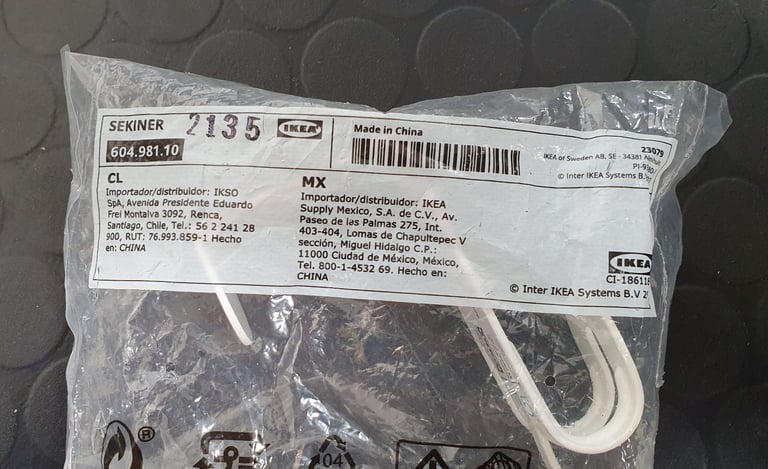 SEKINER
2135
IKEA
604.981.10
Made in China
23079
IKEA of Sweden AB, SE - 34381
© Inter IKEA Systems
CL
Importador/distribuidor: IKSO
SpA, Avenida Presidente Eduardo
Frei Montalva 3092, Renca,
Santiago, Chile, Tel.: 56 2 241 28
900, RUT: 76.993.859-1 Hecho
en: CHINA
MX
Importador/distribuidor: IKEA
Supply Mexico, S.A. de C.V., Av.
Paseo de las Palmas 275, Int.
403-404, Lomas de Chapultepec V
sección, Miguel Hidalgo C.P.:
11000 Ciudad de México, México,
Tel. 800-1-4532 69. Hecho en:
CHINA
IKEA
© Inter IKEA Systems B.V
®
04